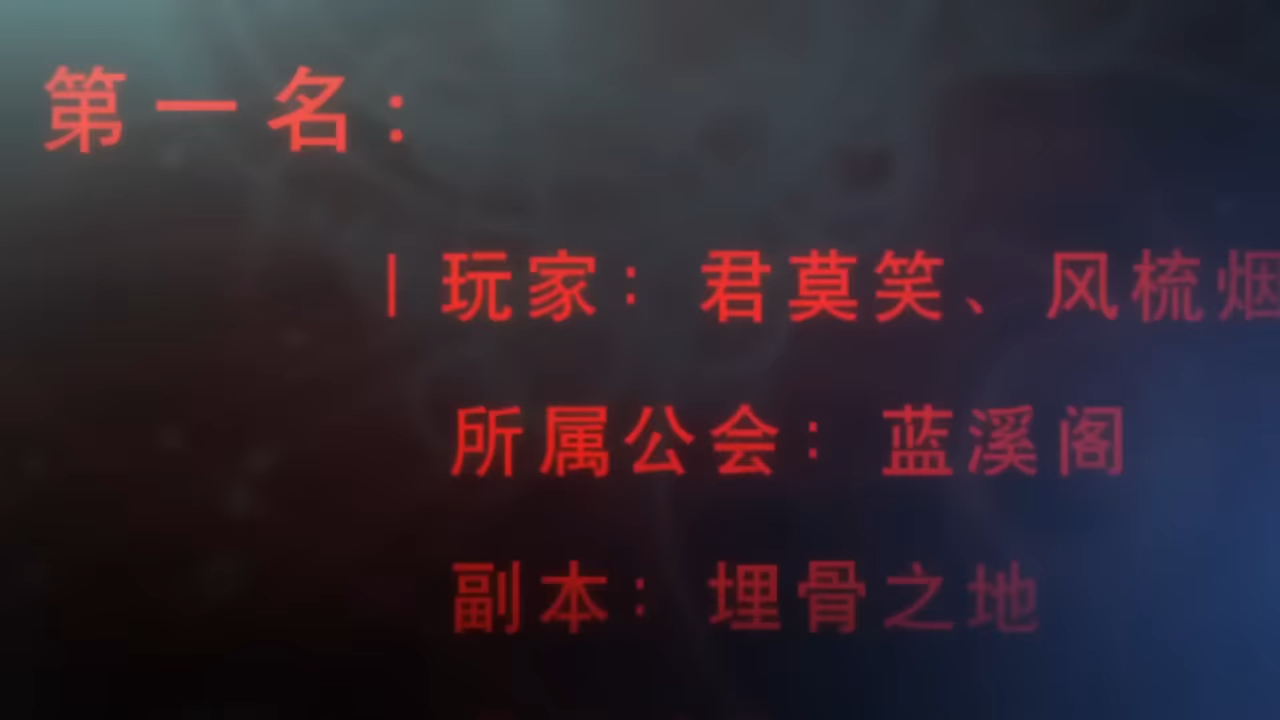 第一名：
| 玩家：君莫笑、风梳烟
所属公会：蓝溪阁
副本：埋骨之地